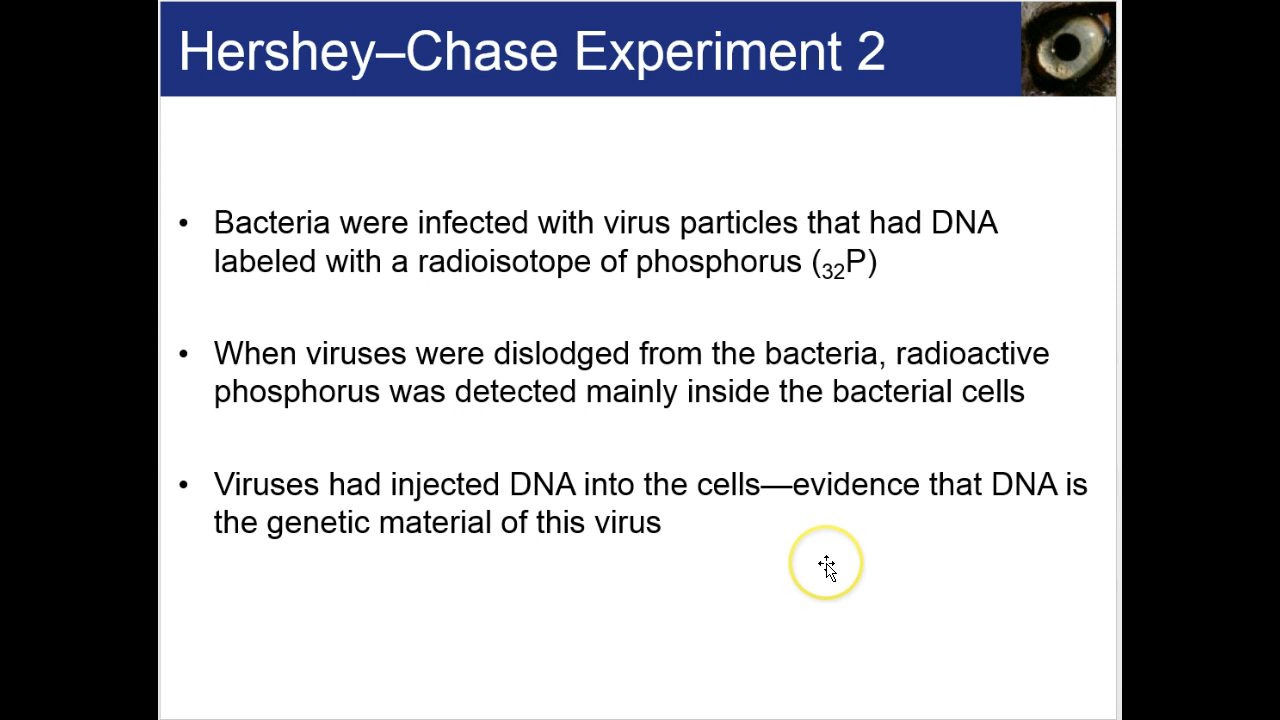 Hershey–Chase Experiment 2
• Bacteria were infected with virus particles that had DNA
labeled with a radioisotope of phosphorus (₃₂P)
• When viruses were dislodged from the bacteria, radioactive
phosphorus was detected mainly inside the bacterial cells
• Viruses had injected DNA into the cells—evidence that DNA is
the genetic material of this virus